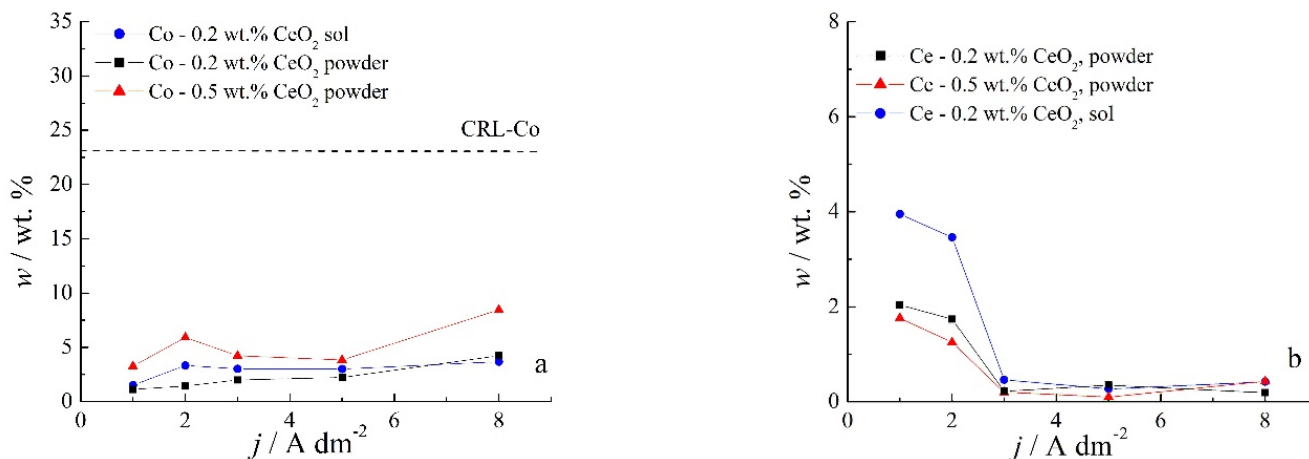 35
30
25
20
15
10
5
0
w / wt. %
Co - 0.2 wt.% CeO₂ sol
Co - 0.2 wt.% CeO₂ powder
Co - 0.5 wt.% CeO₂ powder
CRL-Co
a
0 2 4 6 8
j / A dm⁻²
8
6
4
2
0
w / wt. %
Ce - 0.2 wt.% CeO₂, powder
Ce - 0.5 wt.% CeO₂, powder
Ce - 0.2 wt.% CeO₂, sol
b
0 2 4 6 8
j / A dm⁻²